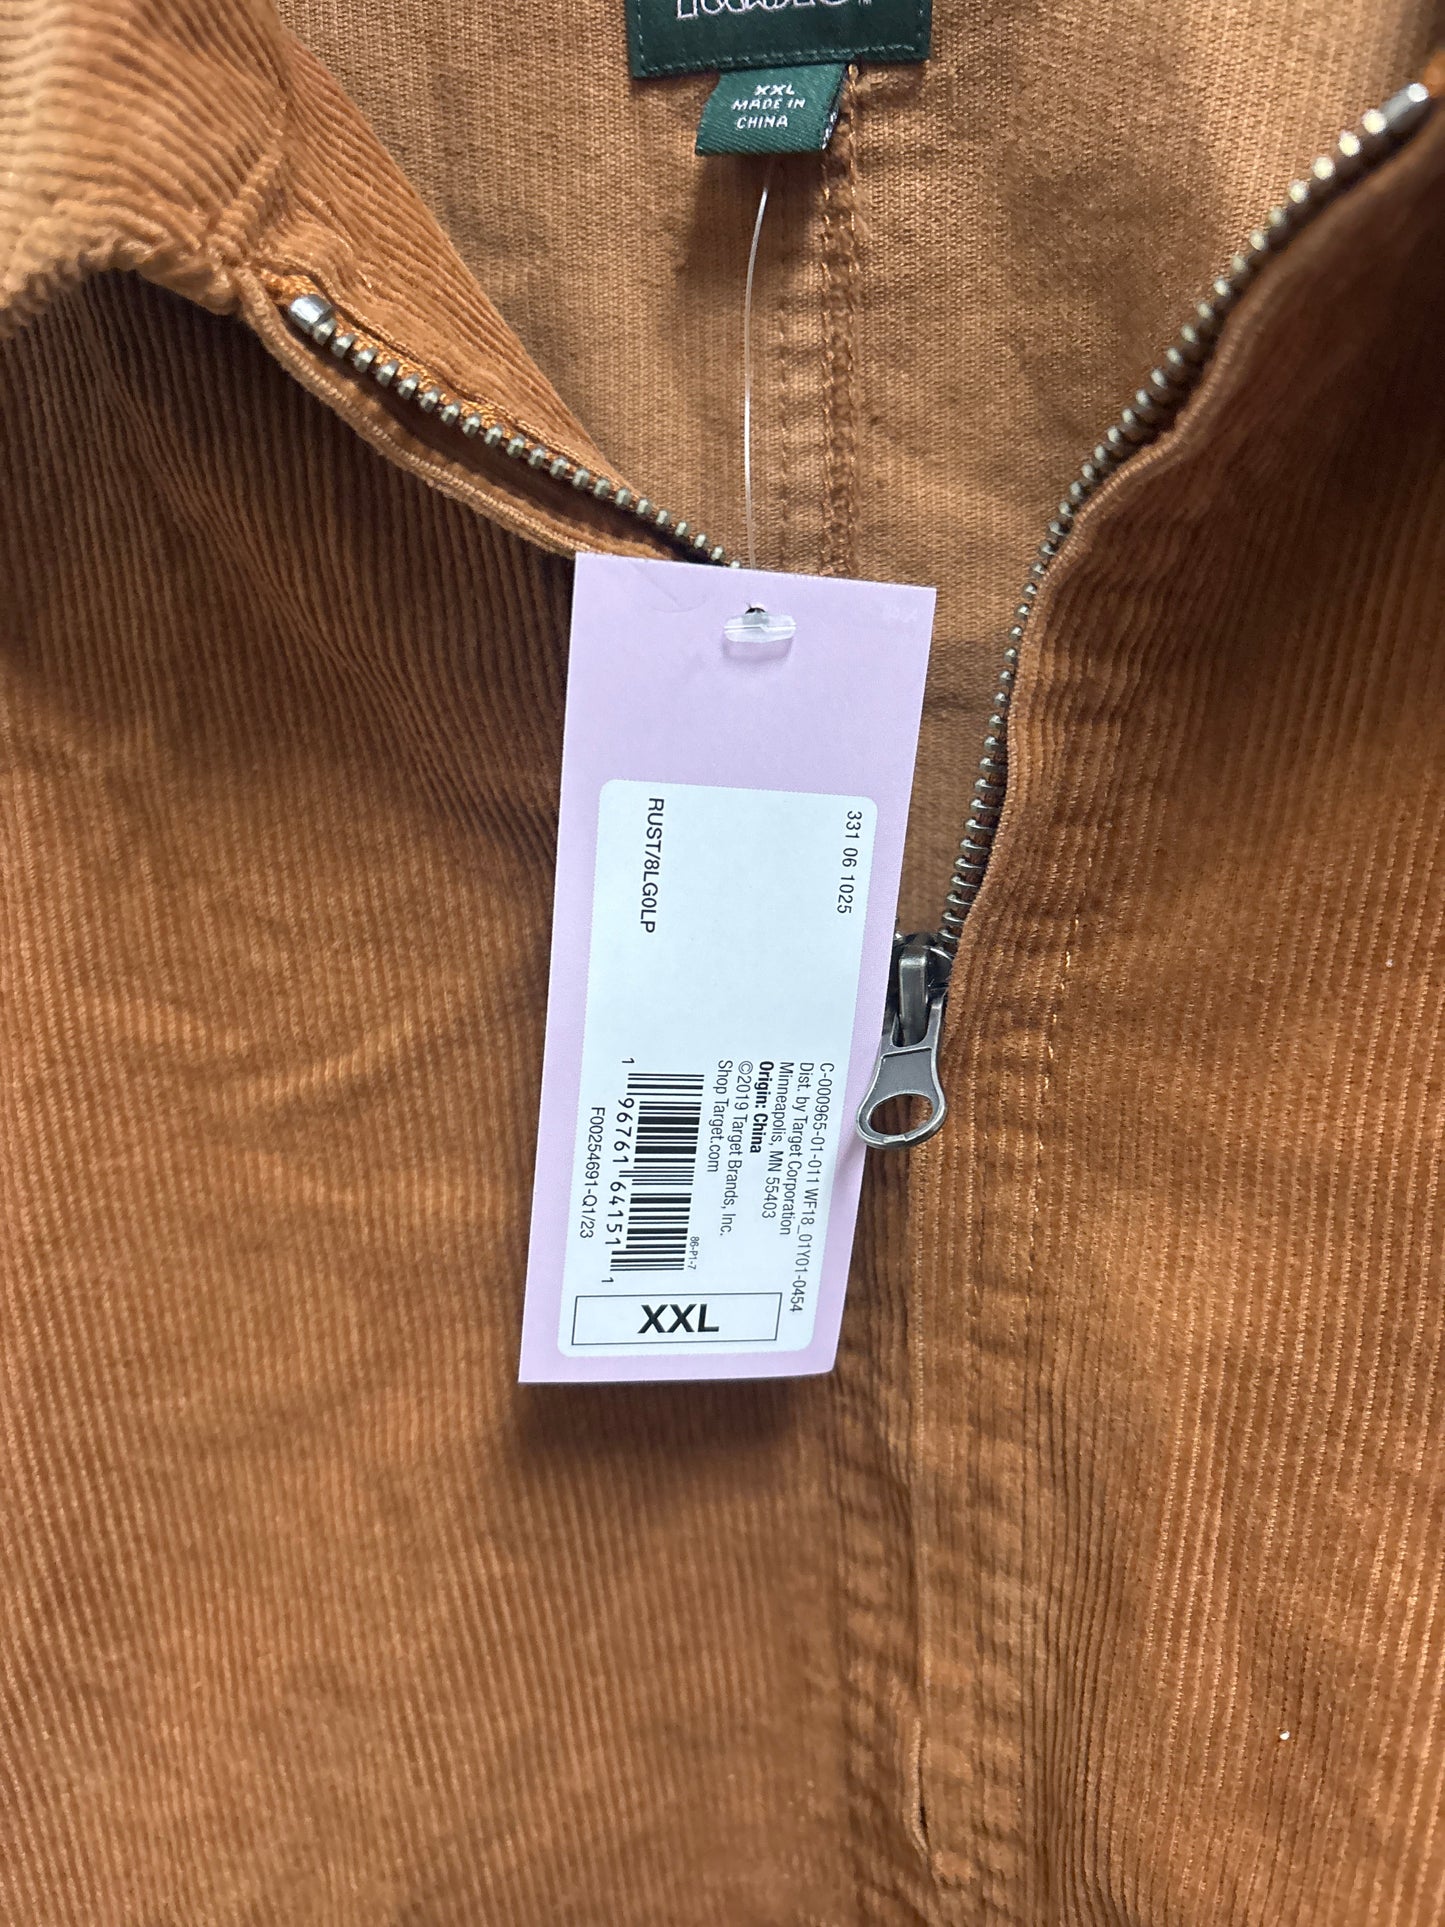 XXL
MADE IN
CHINA
331 06 1025
RUST/8LG0LP
C-000965-01-011 WF18_01Y01-0454
Dist. by Target Corporation
Minneapolis, MN 55403
Origin: China
©2019 Target Brands, Inc.
Shop Target.com
86-P1-7
1 96761 64151 1
F00254691-Q1/23
XXL